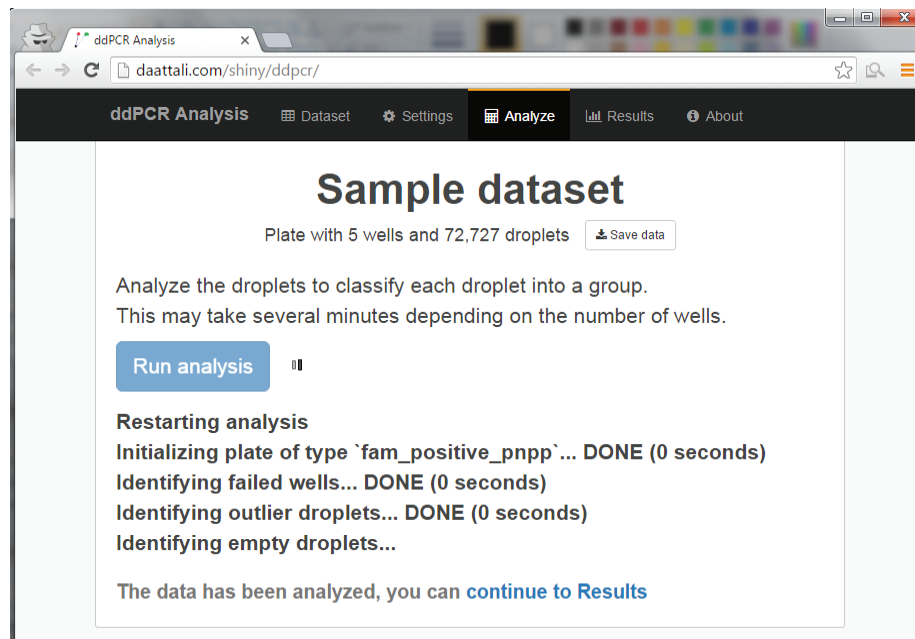 ddPCR Analysis
daattali.com/shiny/ddpcr/
ddPCR Analysis Dataset Settings Analyze Results About
Sample dataset
Plate with 5 wells and 72,727 droplets Save data
Analyze the droplets to classify each droplet into a group.
This may take several minutes depending on the number of wells.
Run analysis
Restarting analysis
Initializing plate of type `fam_positive_pnpp`... DONE (0 seconds)
Identifying failed wells... DONE (0 seconds)
Identifying outlier droplets... DONE (0 seconds)
Identifying empty droplets...
The data has been analyzed, you can continue to Results